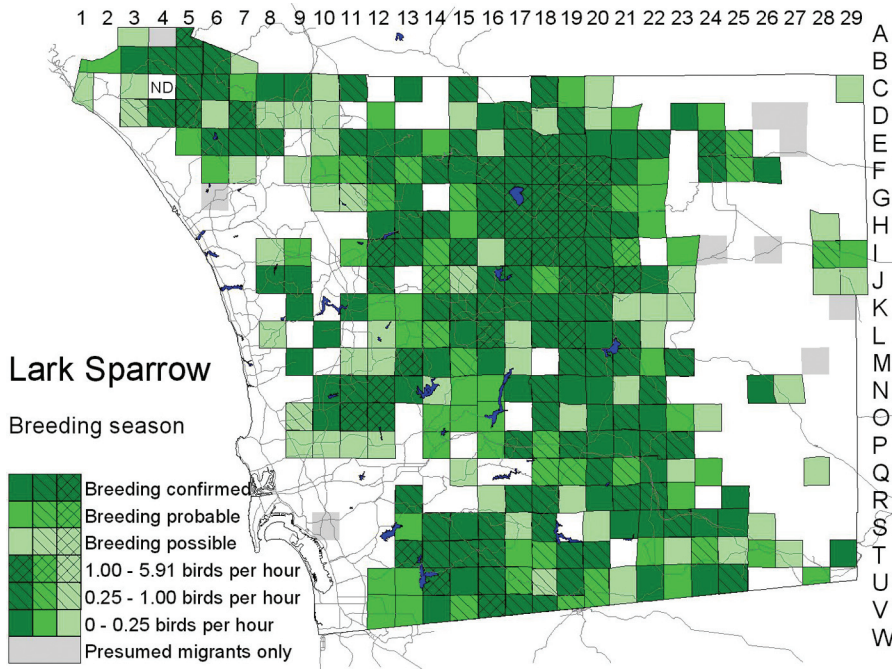 1 2 3 4 5 6 7 8 9 10 11 12 13 14 15 16 17 18 19 20 21 22 23 24 25 26 28 29
A
B
C
ND
D
E
F
G
H
I
J
K
L
Lark Sparrow
M
N
Breeding season
O
P
Q
Breeding confirmed
R
Breeding probable
S
Breeding possible
T
1.00 - 5.91 birds per hour
U
0.25 - 1.00 birds per hour
V
0 - 0.25 birds per hour
W
Presumed migrants only